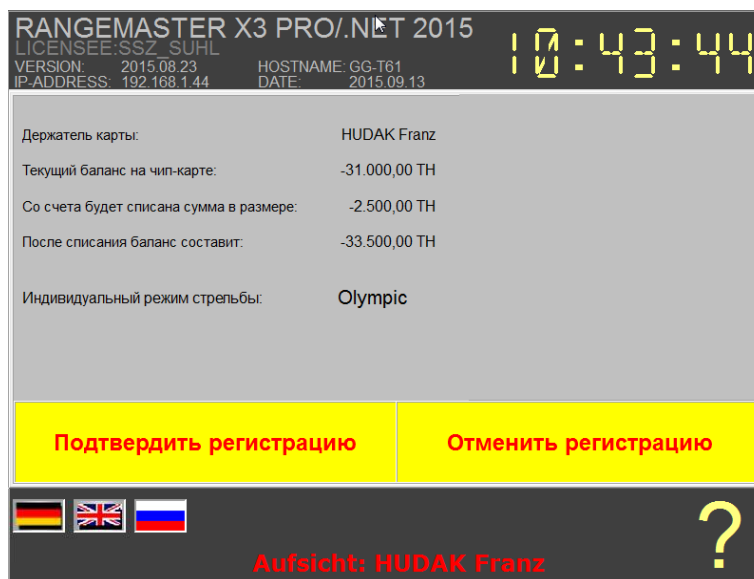 RANGEMASTER X3 PRO/.NET 2015
LICENSEE:SSZ_SUHL
VERSION: 2015.08.23 HOSTNAME: GG-T61
IP-ADDRESS: 192.168.1.44 DATE: 2015.09.13
10:43:44
Держатель карты: HUDAK Franz
Текущий баланс на чип-карте: -31.000,00 TH
Со счета будет списана сумма в размере: -2.500,00 TH
После списания баланс составит: -33.500,00 TH
Индивидуальный режим стрельбы: Olympic
Подтвердить регистрацию Отменить регистрацию
?
Aufsicht: HUDAK Franz